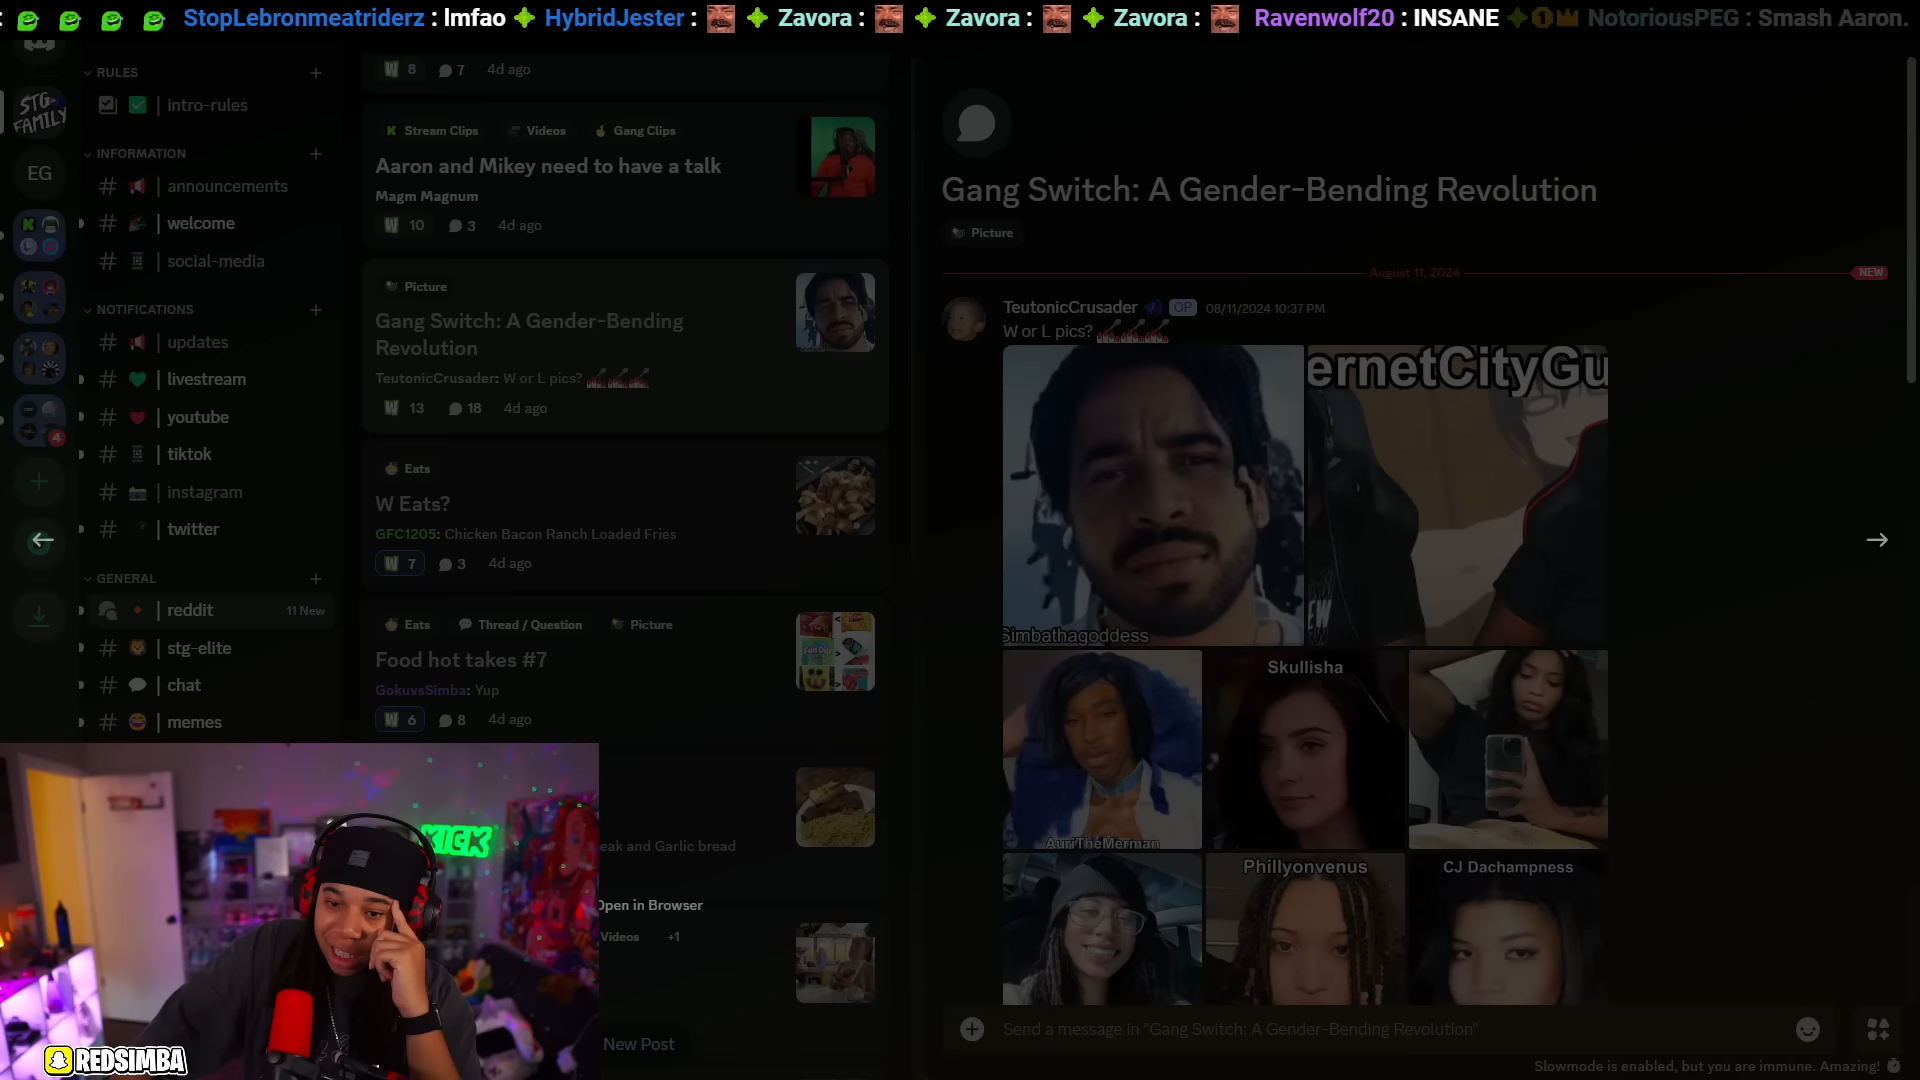 : StopLebronmeatriderz : lmfao HybridJester : Zavora : Zavora : Zavora : Ravenwolf20 : INSANE 1 NotoriousPEG : Smash Aaron.
STG FAMILY
EG
4
RULES
intro-rules
INFORMATION
announcements
welcome
social-media
NOTIFICATIONS
updates
livestream
youtube
tiktok
instagram
twitter
GENERAL
reddit 11 New
stg-elite
chat
memes
W 8 7 4d ago
Stream Clips Videos Gang Clips
Aaron and Mikey need to have a talk
Magm Magnum
W 10 3 4d ago
Picture
Gang Switch: A Gender-Bending
Revolution
TeutonicCrusader: W or L pics?
W 13 18 4d ago
Eats
W Eats?
GFC1205: Chicken Bacon Ranch Loaded Fries
W 7 3 4d ago
Eats Thread / Question Picture
Food hot takes #7
GokuvsSimba: Yup
W 6 8 4d ago
Fun Dip
eak and Garlic bread
Open in Browser
Videos +1
New Post
Gang Switch: A Gender-Bending Revolution
Picture
August 11, 2024 NEW
TeutonicCrusader OP 08/11/2024 10:37 PM
W or L pics?
ernetCityGu
Simbathagoddess
AuriTheMerman
Skullisha
Phillyonvenus
CJ Dachampness
Send a message in "Gang Switch: A Gender-Bending Revolution"
Slowmode is enabled, but you are immune. Amazing!
KICK
REDSIMBA